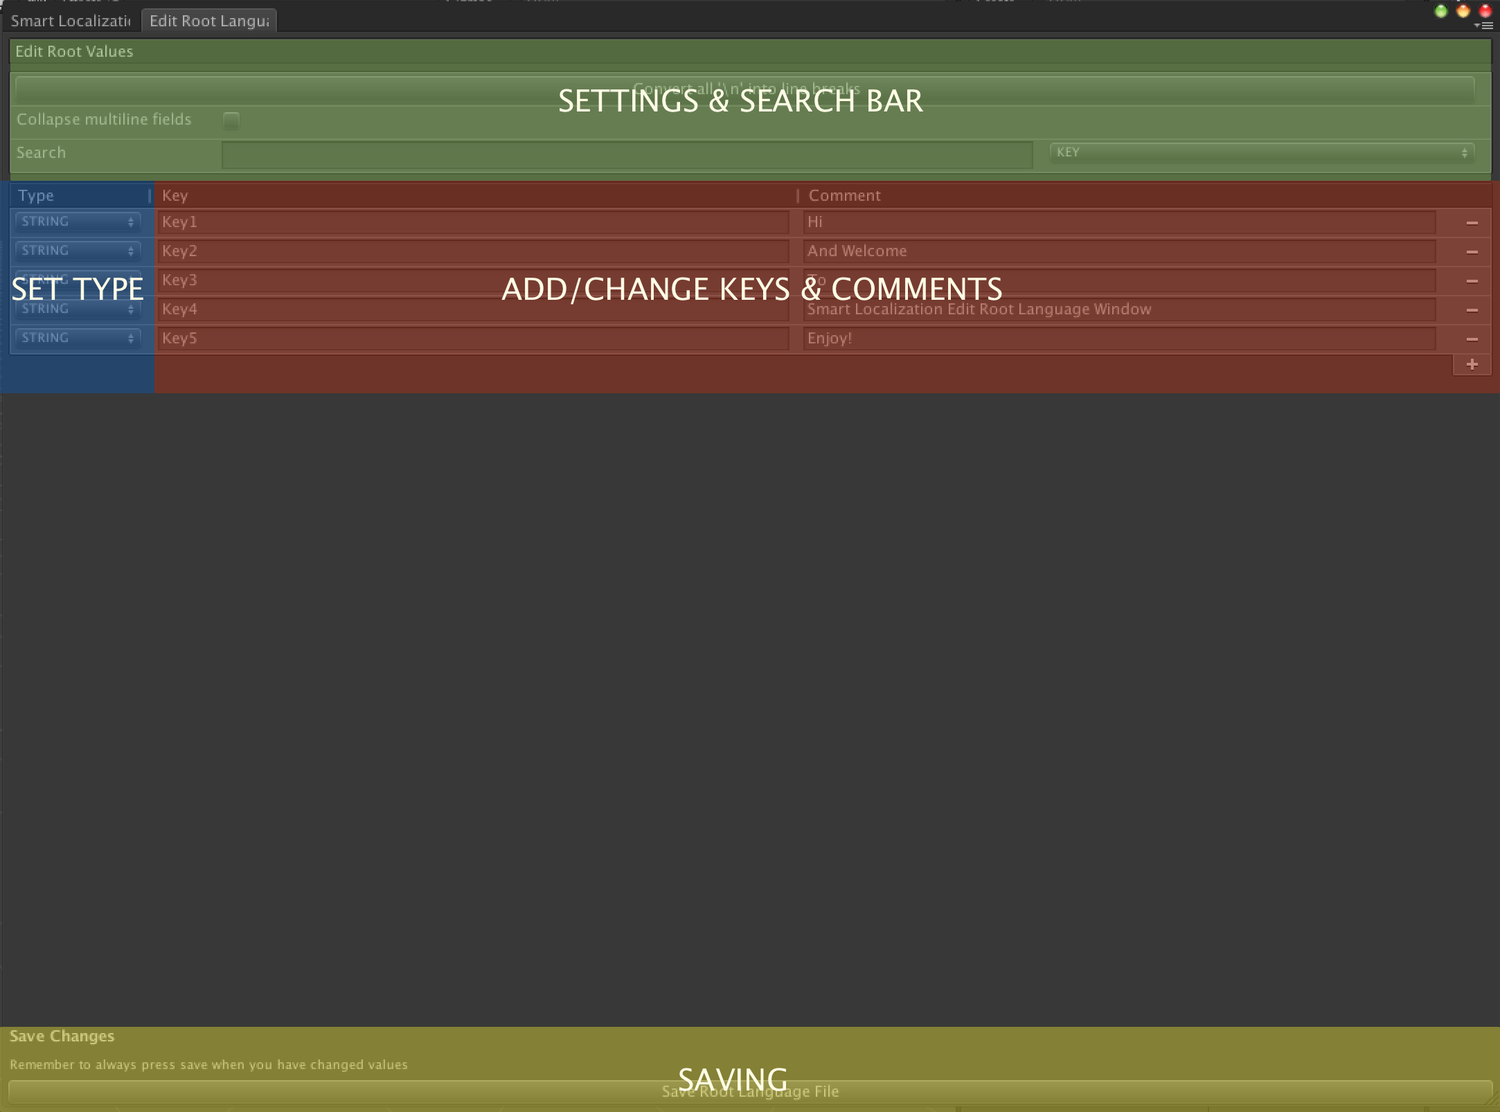 Smart Localizati
Edit Root Langu
Edit Root Values
Convert all '\n' into line breaks
SETTINGS & SEARCH BAR
Collapse multiline fields
Search
KEY
Type Key Comment
STRING Key1 Hi
STRING Key2 And Welcome
Key3 To
SET TYPE ADD/CHANGE KEYS & COMMENTS
STRING Key4 Smart Localization Edit Root Language Window
STRING Key5 Enjoy!
Save Changes
Remember to always press save when you have changed values
SAVING
Save Root Language File